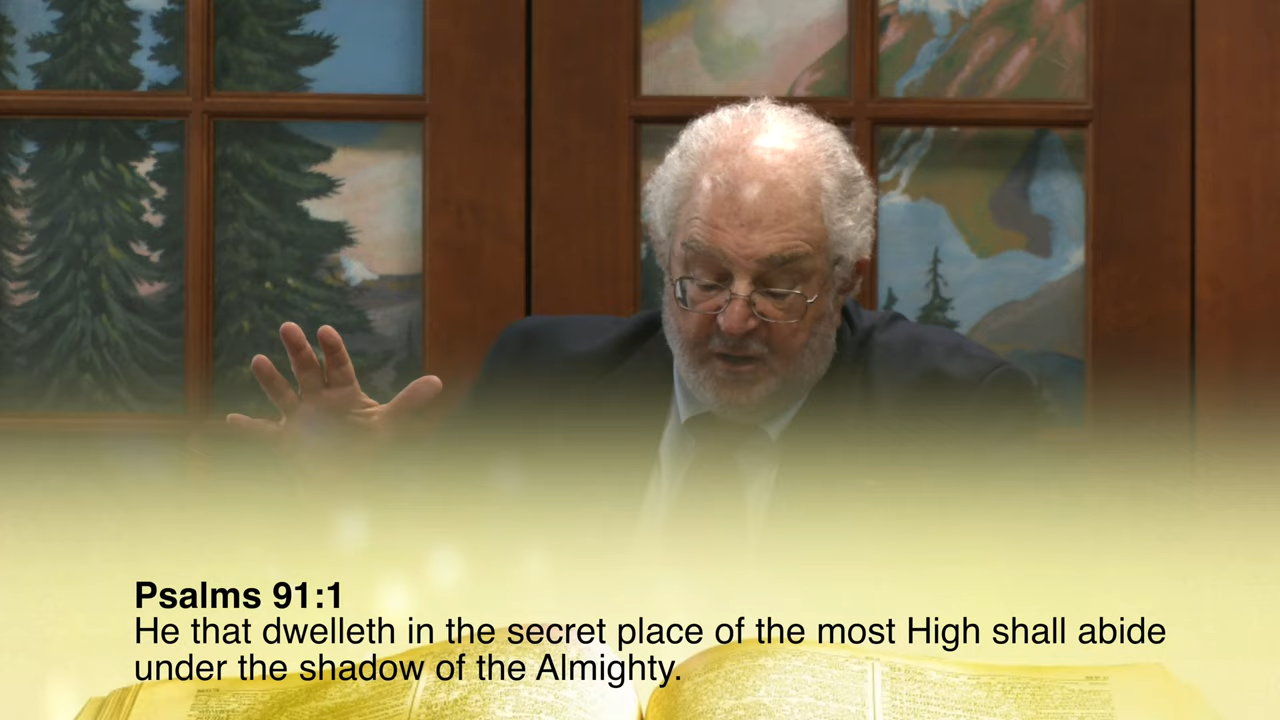 Psalms 91:1
He that dwelleth in the secret place of the most High shall abide
under the shadow of the Almighty.